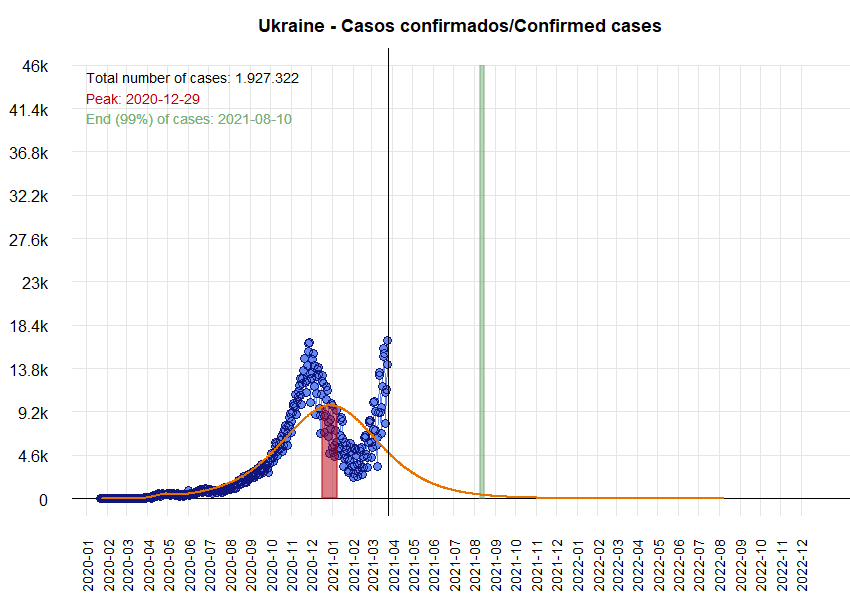 Ukraine - Casos confirmados/Confirmed cases
46k
Total number of cases: 1.927.322
Peak: 2020-12-29
End (99%) of cases: 2021-08-10
41.4k
36.8k
32.2k
27.6k
23k
18.4k
13.8k
9.2k
4.6k
0
2020-01
2020-02
2020-03
2020-04
2020-05
2020-06
2020-07
2020-08
2020-09
2020-10
2020-11
2020-12
2021-01
2021-02
2021-03
2021-04
2021-05
2021-06
2021-07
2021-08
2021-09
2021-10
2021-11
2021-12
2022-01
2022-02
2022-03
2022-04
2022-05
2022-06
2022-07
2022-08
2022-09
2022-10
2022-11
2022-12